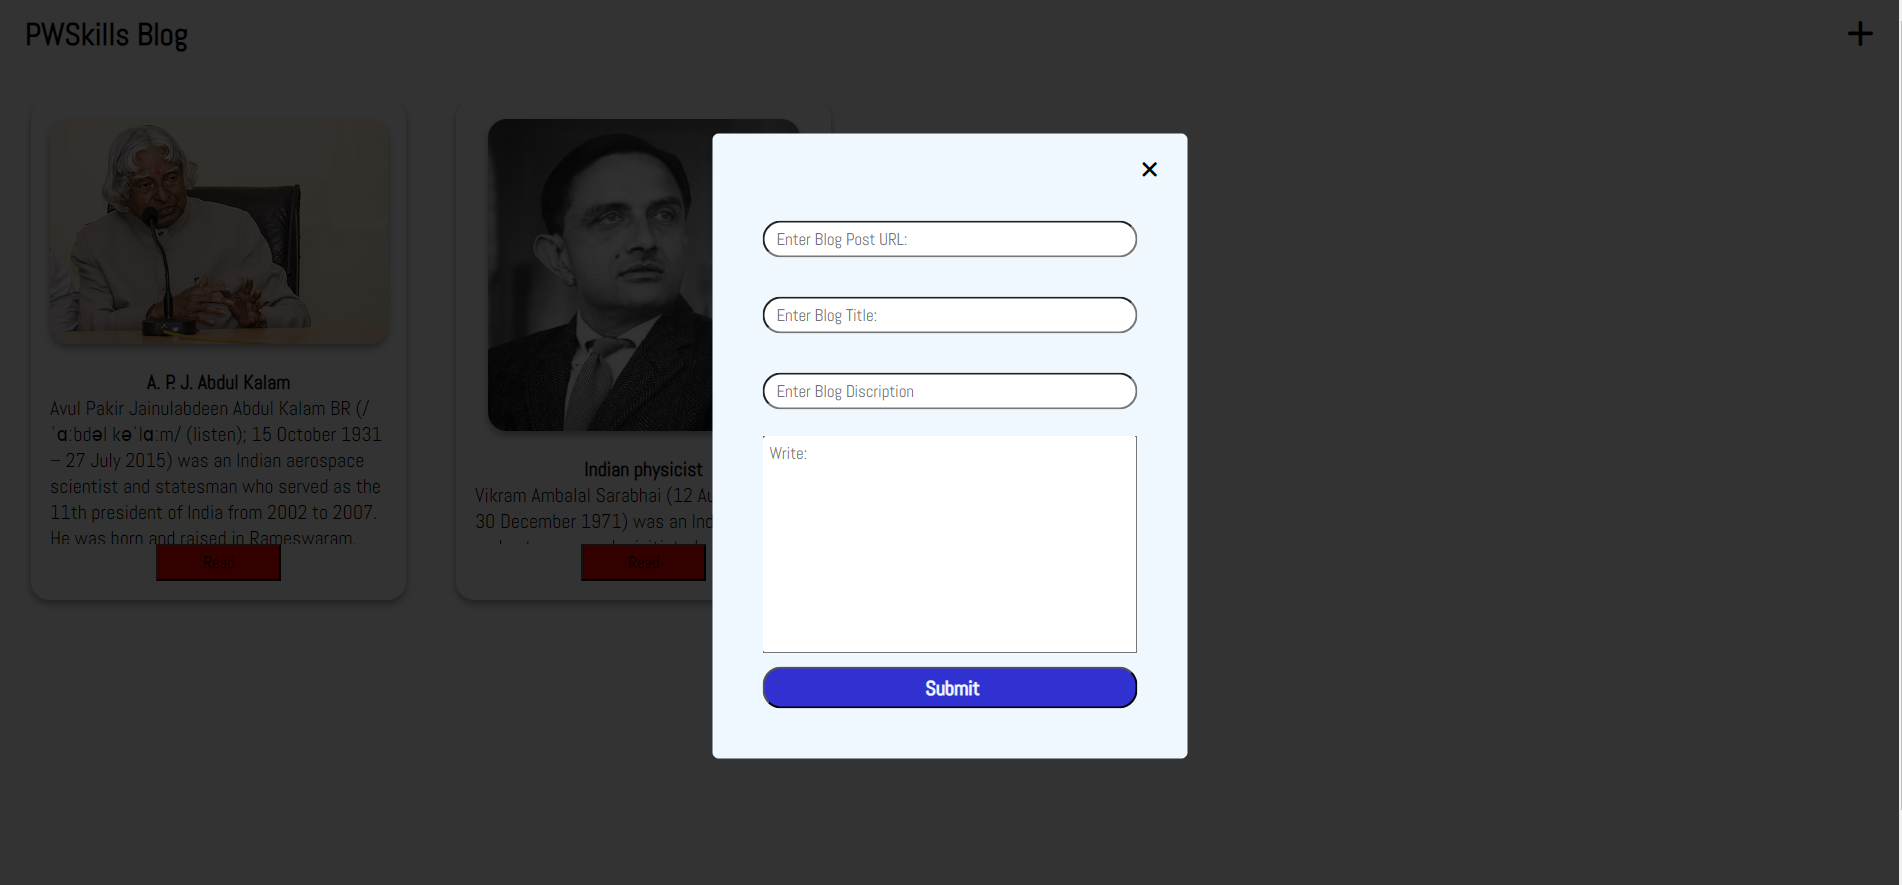 PWSkills Blog
A. P. J. Abdul Kalam
Avul Pakir Jainulabdeen Abdul Kalam BR (/
ˈɑːbdəl kəˈlɑːm/ (listen); 15 October 1931
– 27 July 2015) was an Indian aerospace
scientist and statesman who served as the
11th president of India from 2002 to 2007.
He was born and raised in Rameswaram,
Read
Indian physicist
Vikram Ambalal Sarabhai (12 Au
30 December 1971) was an Ind
Read
Enter Blog Post URL:
Enter Blog Title:
Enter Blog Discription
Write:
Submit